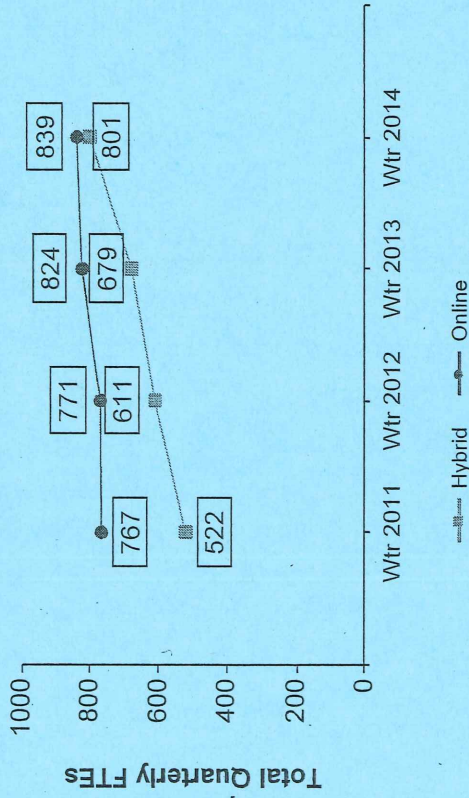 Total Quarterly FTEs
1000
800
600
400
200
0
767
771
824
839
522
611
679
801
Wtr 2011
Wtr 2012
Wtr 2013
Wtr 2014
Hybrid
Online